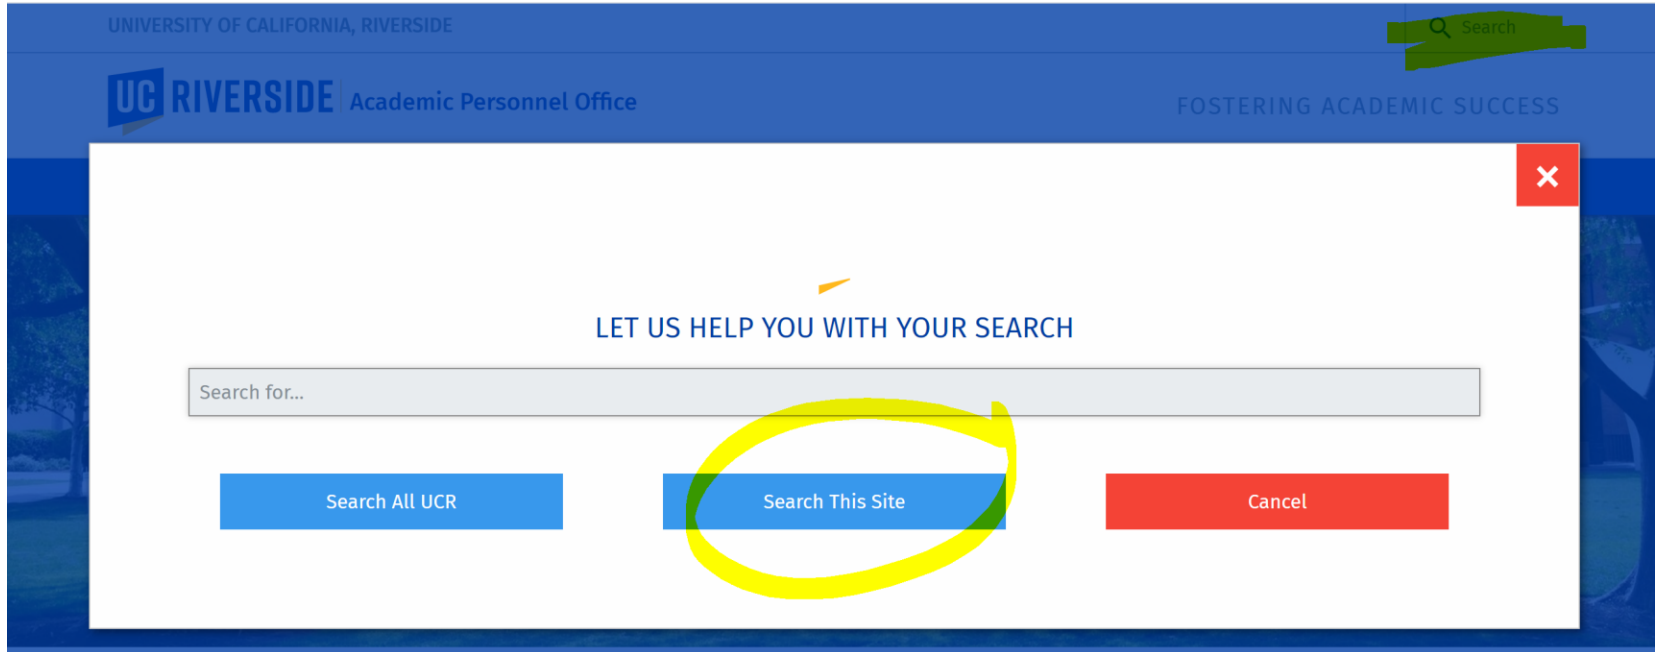 UNIVERSITY OF CALIFORNIA, RIVERSIDE
Search
UC RIVERSIDE Academic Personnel Office
FOSTERING ACADEMIC SUCCESS
LET US HELP YOU WITH YOUR SEARCH
Search for...
Search All UCR
Search This Site
Cancel